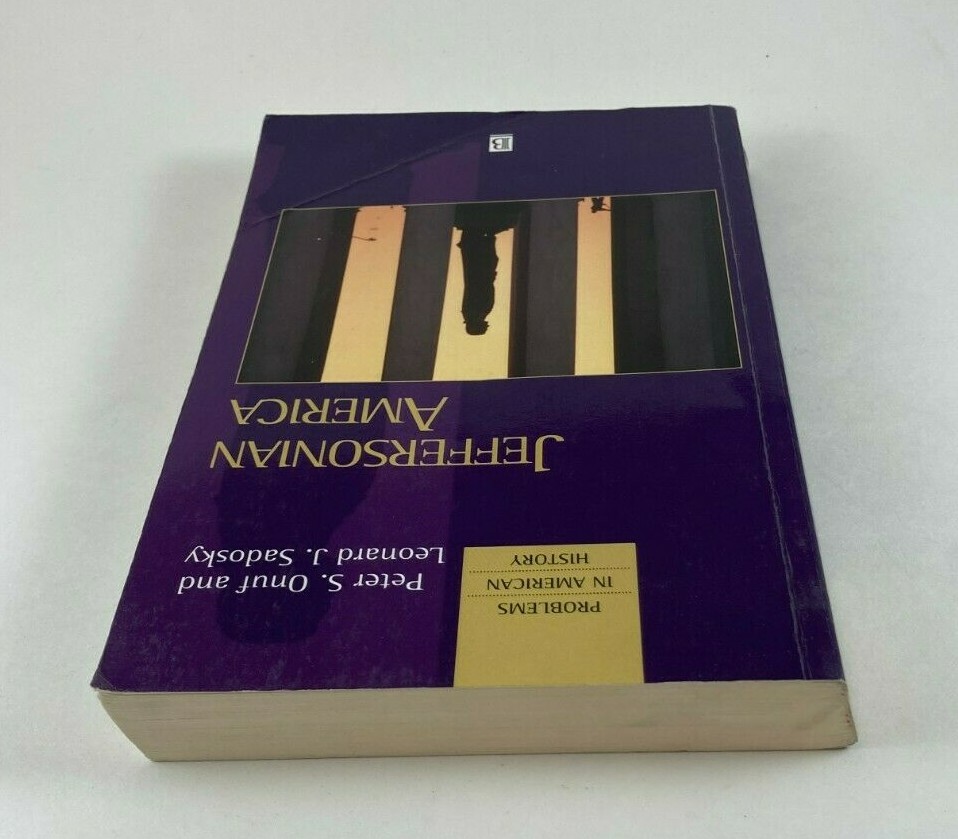 PROBLEMS
IN AMERICAN
HISTORY
Peter S. Onuf and
Leonard J. Sadosky
JEFFERSONIAN
AMERICA
B